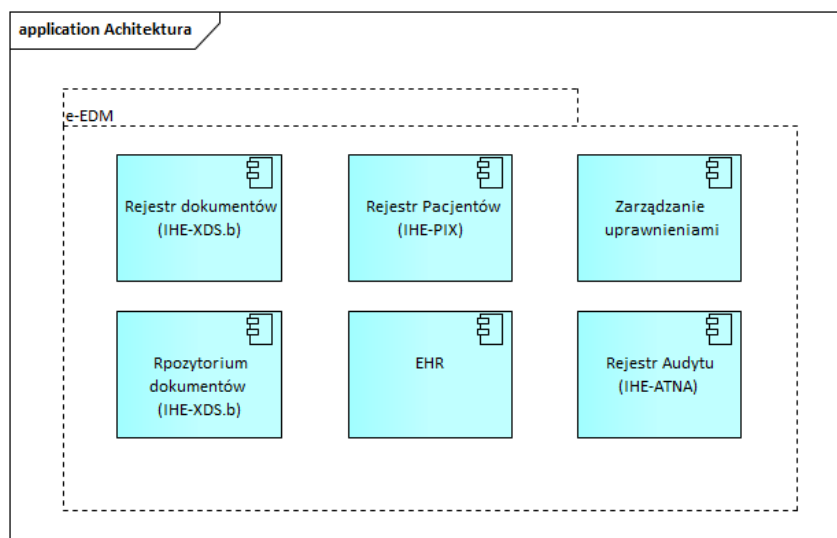 application Achitektura
e-EDM
Rejestr dokumentów
(IHE-XDS.b)
Rejestr Pacjentów
(IHE-PIX)
Zarządzanie
uprawnieniami
Rpozytorium
dokumentów
(IHE-XDS.b)
EHR
Rejestr Audytu
(IHE-ATNA)